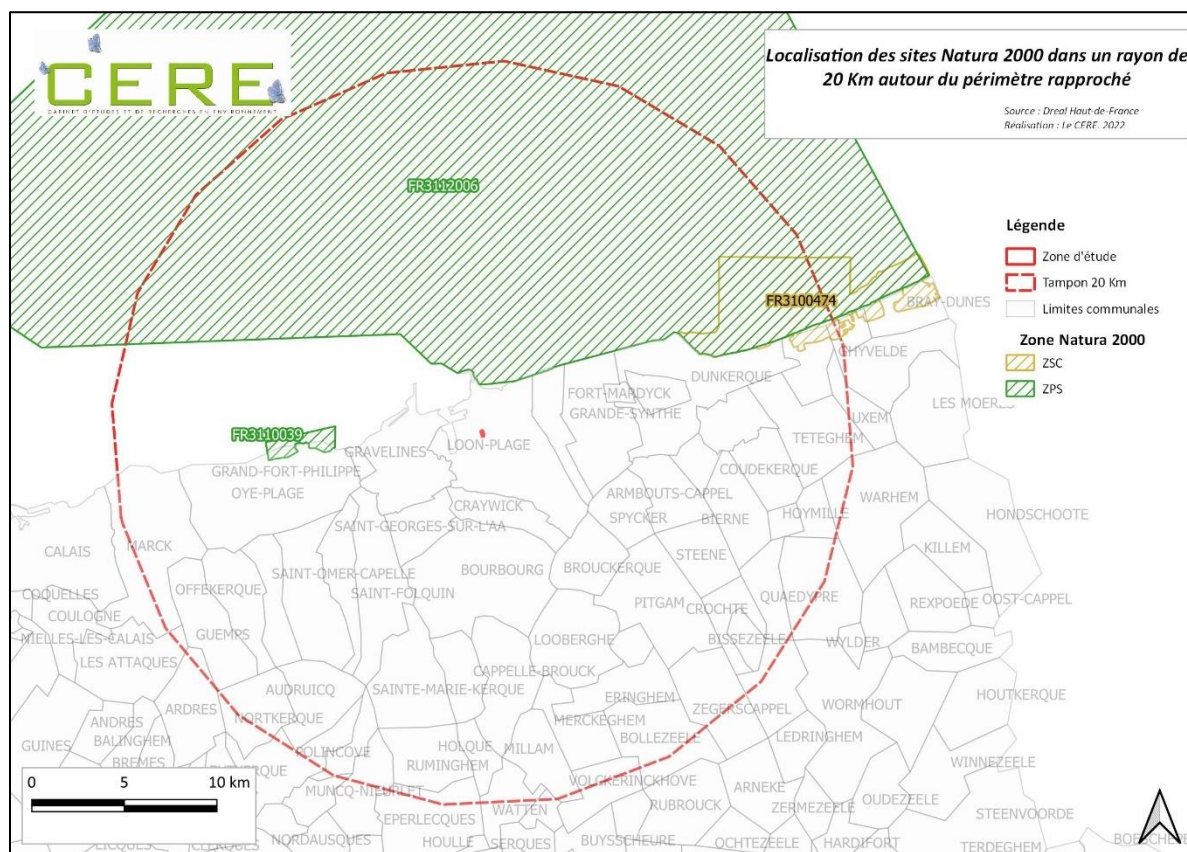 CERE
CABINET D'ÉTUDES ET DE RECHERCHES EN ENVIRONNEMENT
Localisation des sites Natura 2000 dans un rayon de
20 Km autour du périmètre rapproché
Source : Dreal Haut-de-France
Réalisation : Le CERE, 2022
FR3112006
Légende
Zone d'étude
Tampon 20 Km
Limites communales
Zone Natura 2000
ZSC
ZPS
FR3100474
BRAY-DUNES
GHYVELDE
DUNKERQUE
FORT-MARDYCK
LES MOERES
GRANDE-SYNTHE
UXEM
FR3110039
LOON-PLAGE
TETEGHEM
GRAVELINES
GRAND-FORT-PHILIPPE
COUDEKERQUE
OYE-PLAGE
ARMBOUTS-CAPPEL
WARHEM
CRAYWICK
SPYCKER
BIERNE
HOYMILLE
HONDSCHOOTE
SAINT-GEORGES-SUR-L'AA
MARCK
CALAIS
KILLEM
STEENE
BOURBOURG
BROUCKERQUE
SAINT-OMER-CAPELLE
OFFEKERQUE
COQUELLES
SAINT-FOLQUIN
QUAEDYPRE
PITGAM
CROCHTE
REXPOEDE
OOST-CAPPEL
COULOGNE
NIELLES-LES-CALAIS
GUEMPS
LOOBERGHE
BISSEZEELE
WYLDER
BAMBECQUE
LES ATTAQUES
CAPPELLE-BROUCK
AUDRUICQ
SAINTE-MARIE-KERQUE
ERINGHEM
HOUTKERQUE
ARDRES
NORTKERQUE
MERCKEGHEM
ZEGERSCAPPEL
WORMHOUT
ANDRES
BALINGHEM
BOLLEZEELE
LEDRINGHEM
GUINES
POLINCOVE
HOLQUE
MILLAM
BREMES
RUMINGHEM
WINNEZEELE
VOLCKERINCKHOVE
MUNCQ-NIEURLET
ARNEKE
OUDEZEELE
RUBROUCK
ZERMEZEELE
WATTEN
EPERLECQUES
STEENVOORDE
NORDAUSQUES
HOULLE
SERQUES
BUYSSCHEURE
OCHTEZEELE
HARDIFORT
TERDEGHEM
0
5
10 km